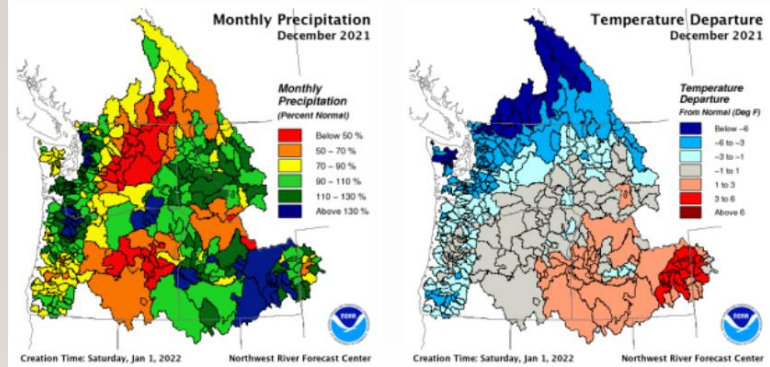 Monthly Precipitation
December 2021
Monthly
Precipitation
(Percent Normal)
Below 50 %
50 - 70 %
70 - 90 %
90 - 110 %
110 - 130 %
Above 130 %
NOAA
Creation Time: Saturday, Jan 1, 2022
Northwest River Forecast Center
Temperature Departure
December 2021
Temperature
Departure
From Normal (Deg F)
Below -6
-6 to -3
-3 to -1
-1 to 1
1 to 3
3 to 6
Above 6
NOAA
Creation Time: Saturday, Jan 1, 2022
Northwest River Forecast Center